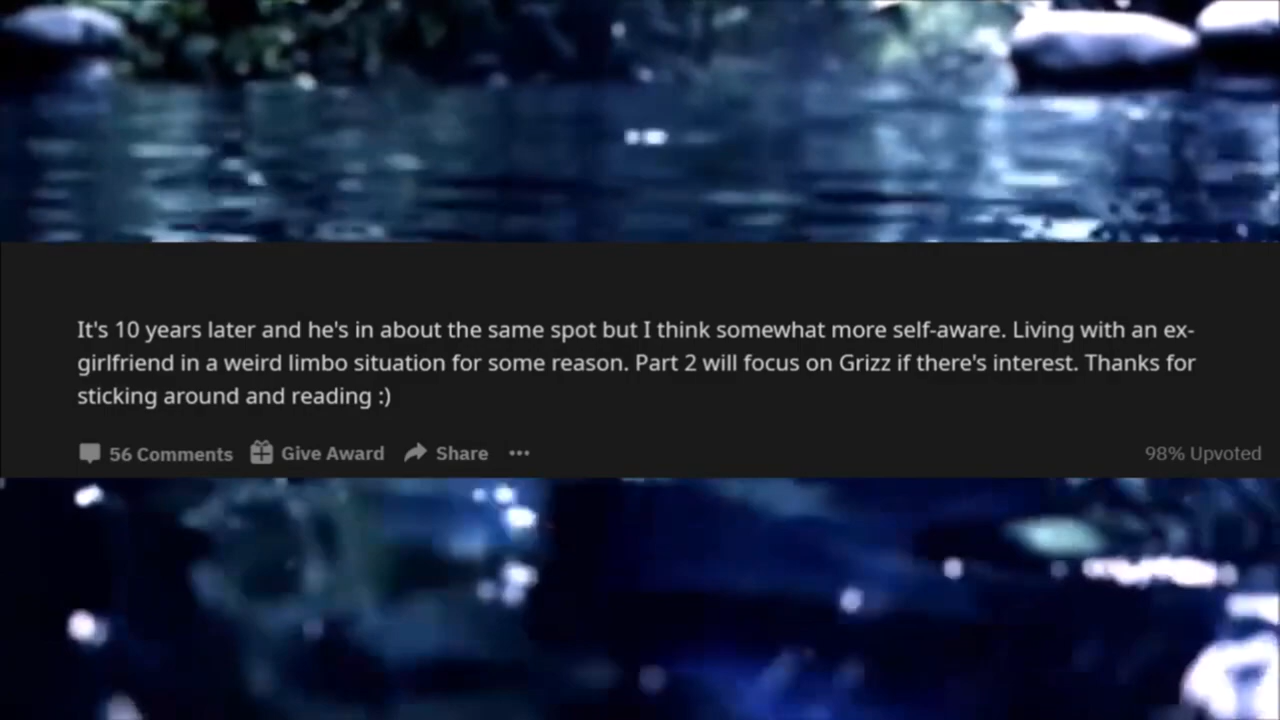 It's 10 years later and he's in about the same spot but I think somewhat more self-aware. Living with an ex-
girlfriend in a weird limbo situation for some reason. Part 2 will focus on Grizz if there's interest. Thanks for
sticking around and reading :)
56 Comments Give Award Share 98% Upvoted